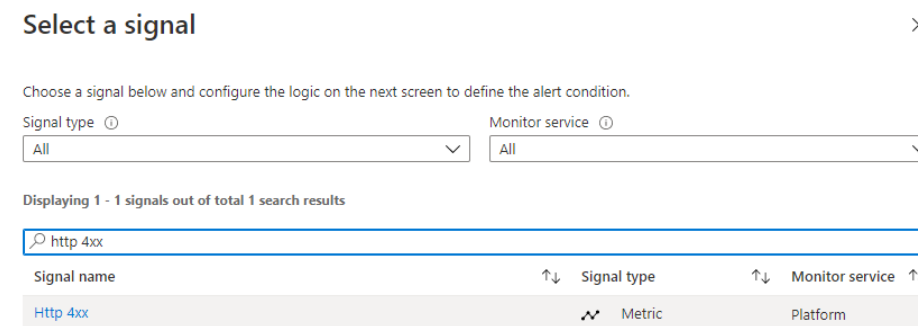 Select a signal
Choose a signal below and configure the logic on the next screen to define the alert condition.
Signal type Monitor service
All All
Displaying 1 - 1 signals out of total 1 search results
http 4xx
Signal name Signal type Monitor service
Http 4xx Metric Platform